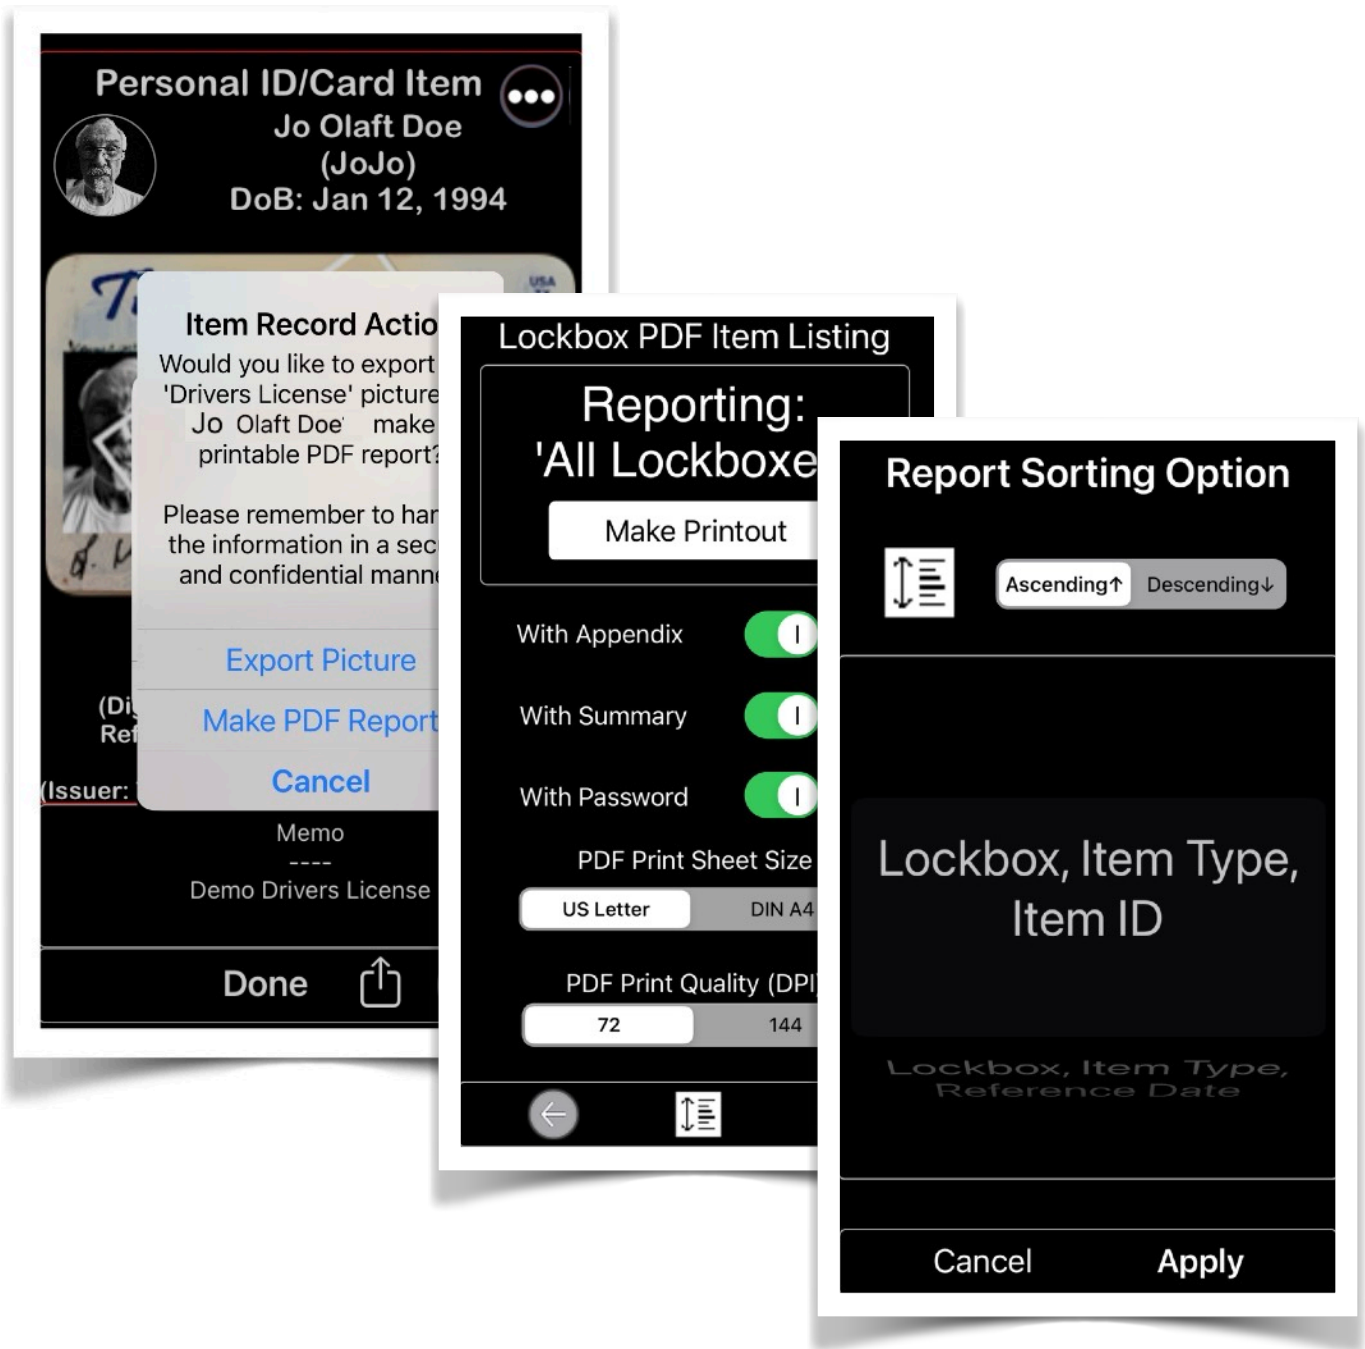 Personal ID/Card Item
Jo Olaft Doe
(JoJo)
DoB: Jan 12, 1994
USA
Item Record Actio
Would you like to export
'Drivers License' picture
Jo Olaft Doe' make
printable PDF report?
Please remember to har
the information in a sec
and confidential manne
Export Picture
Make PDF Report
Cancel
(Di
Ref
(Issuer:
Memo
----
Demo Drivers License
Done
Lockbox PDF Item Listing
Reporting:
'All Lockboxe
Make Printout
With Appendix
With Summary
With Password
PDF Print Sheet Size
US Letter DIN A4
PDF Print Quality (DPI)
72 144
Report Sorting Option
Ascending↑ Descending↓
Lockbox, Item Type,
Item ID
Lockbox, Item Type,
Reference Date
Cancel Apply